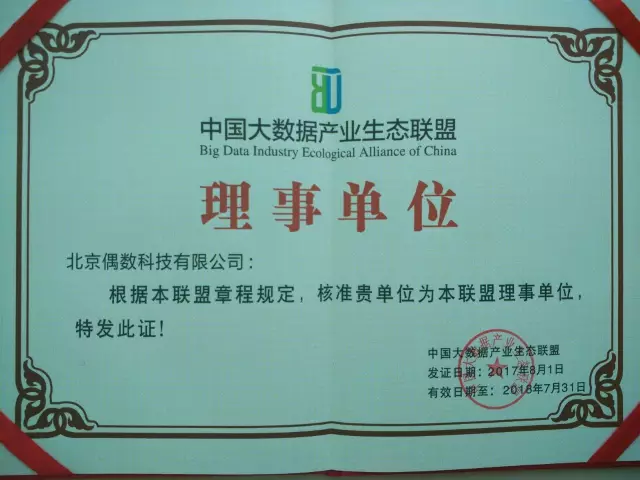 中国大数据产业生态联盟
Big Data Industry Ecological Alliance of China
理事单位
北京偶数科技有限公司：
根据本联盟章程规定，核准贵单位为本联盟理事单位，
特发此证！
中国大数据产业生态联盟
发证日期：2017年8月1日
有效日期至：2018年7月31日